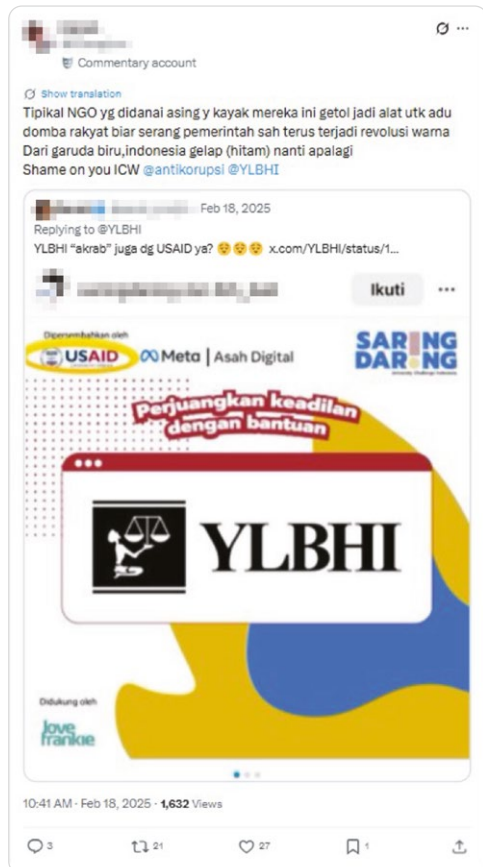 Commentary account
Show translation
Tipikal NGO yg didanai asing y kayak mereka ini getol jadi alat utk adu
domba rakyat biar serang pemerintah sah terus terjadi revolusi warna
Dari garuda biru,indonesia gelap (hitam) nanti apalagi
Shame on you ICW @antikorupsi @YLBHI
Feb 18, 2025
Replying to @YLBHI
YLBHI “akrab” juga dg USAID ya? x.com/YLBHI/status/1...
Ikuti
Dipersembahkan oleh
USAID Meta | Asah Digital
SARING
DARING
Perjuangkan keadilan
dengan bantuan
YLBHI
Didukung oleh
love
frankie
10:41 AM · Feb 18, 2025 · 1,632 Views
3 21 27 1